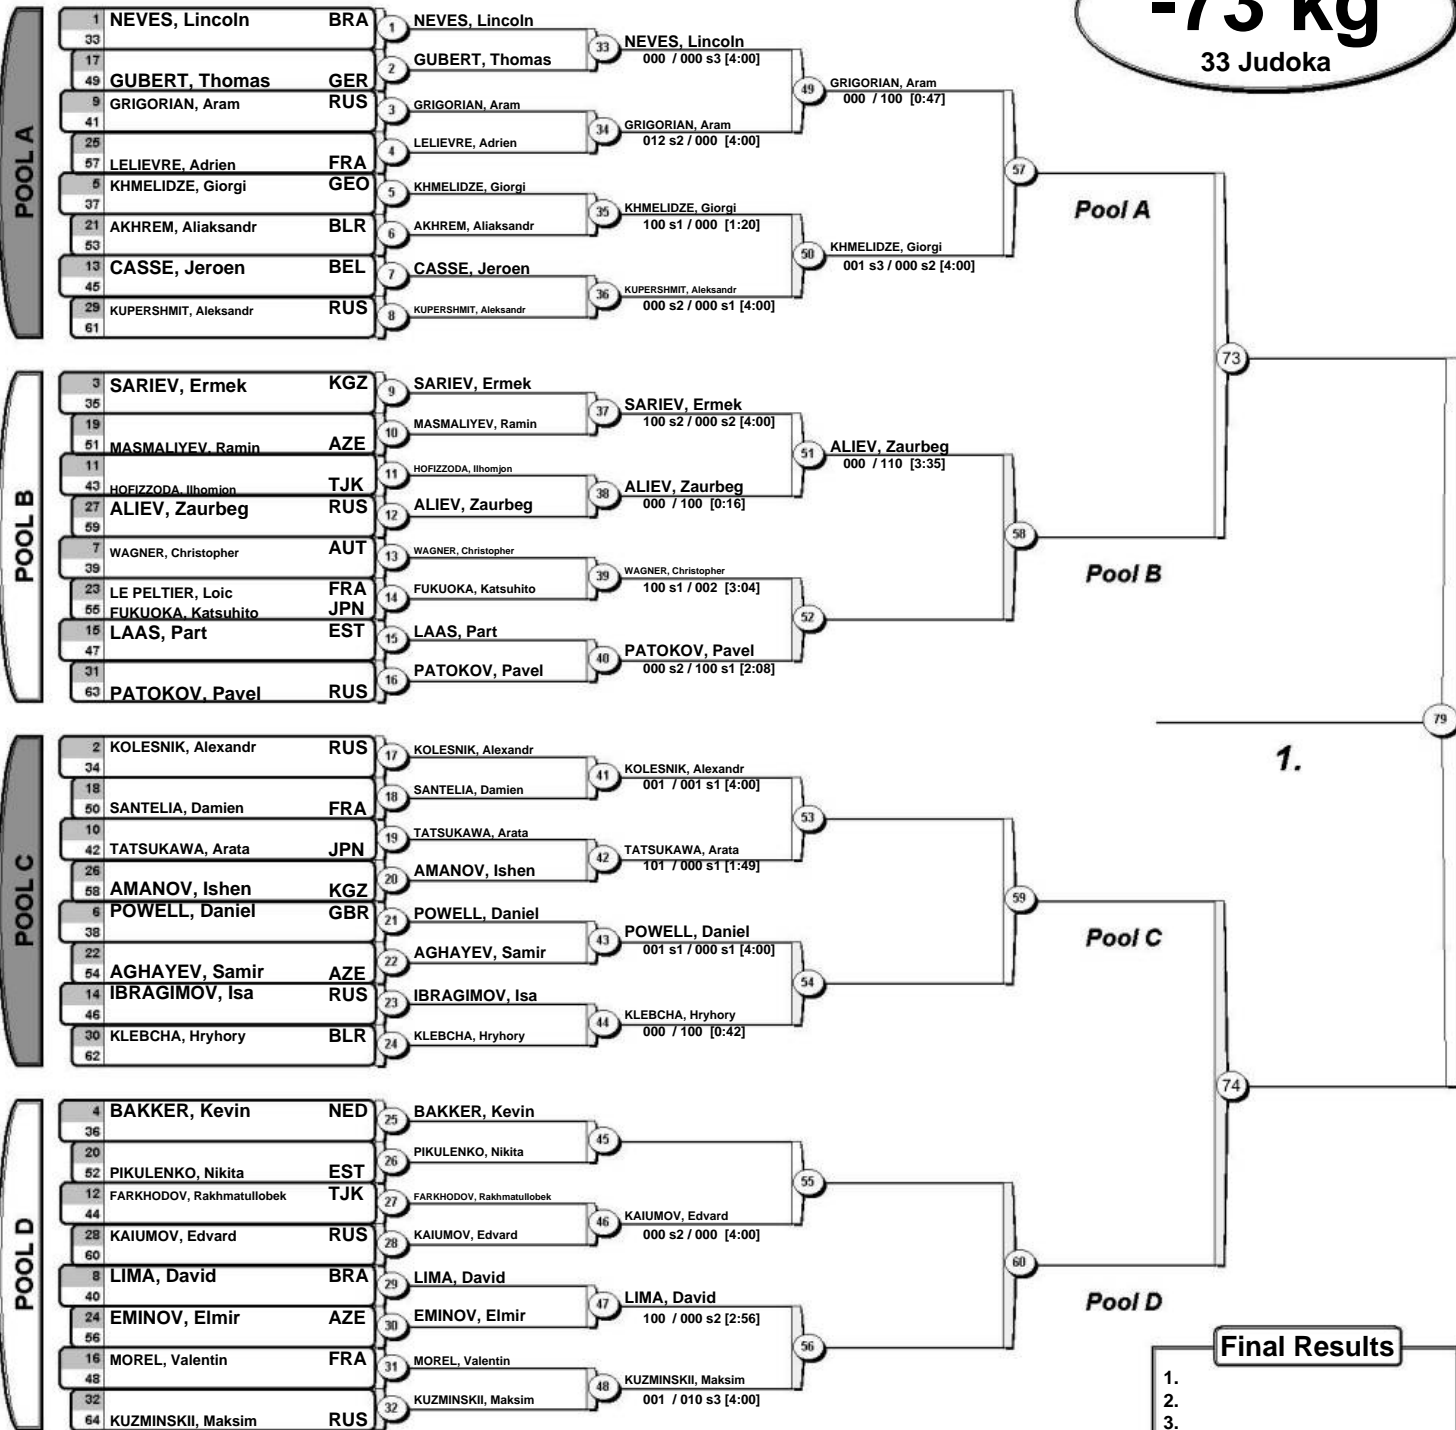 -73 kg
33 Judoka
POOL A
1 NEVES, Lincoln BRA
33
17
49 GUBERT, Thomas GER
9 GRIGORIAN, Aram RUS
41
25
57 LELIEVRE, Adrien FRA
5 KHMELIDZE, Giorgi GEO
37
21 AKHREM, Aliaksandr BLR
53
13 CASSE, Jeroen BEL
45
29 KUPERSHMIT, Aleksandr RUS
61
1 NEVES, Lincoln
2 GUBERT, Thomas
3 GRIGORIAN, Aram
4 LELIEVRE, Adrien
5 KHMELIDZE, Giorgi
6 AKHREM, Aliaksandr
7 CASSE, Jeroen
8 KUPERSHMIT, Aleksandr
33 NEVES, Lincoln
000 / 000 s3 [4:00]
34 GRIGORIAN, Aram
012 s2 / 000 [4:00]
35 KHMELIDZE, Giorgi
100 s1 / 000 [1:20]
36 KUPERSHMIT, Aleksandr
000 s2 / 000 s1 [4:00]
49 GRIGORIAN, Aram
000 / 100 [0:47]
50 KHMELIDZE, Giorgi
001 s3 / 000 s2 [4:00]
57
Pool A
POOL B
3 SARIEV, Ermek KGZ
35
19
51 MASMALIYEV, Ramin AZE
11
43 HOFIZZODA, Ilhomjon TJK
27 ALIEV, Zaurbeg RUS
59
7 WAGNER, Christopher AUT
39
23 LE PELTIER, Loic FRA
55 FUKUOKA, Katsuhito JPN
15 LAAS, Part EST
47
31
63 PATOKOV, Pavel RUS
9 SARIEV, Ermek
10 MASMALIYEV, Ramin
11 HOFIZZODA, Ilhomjon
12 ALIEV, Zaurbeg
13 WAGNER, Christopher
14 FUKUOKA, Katsuhito
15 LAAS, Part
16 PATOKOV, Pavel
37 SARIEV, Ermek
100 s2 / 000 s2 [4:00]
38 ALIEV, Zaurbeg
000 / 100 [0:16]
39 WAGNER, Christopher
100 s1 / 002 [3:04]
40 PATOKOV, Pavel
000 s2 / 100 s1 [2:08]
51 ALIEV, Zaurbeg
000 / 110 [3:35]
52
58
Pool B
73
POOL C
2 KOLESNIK, Alexandr RUS
34
18
50 SANTELIA, Damien FRA
10
42 TATSUKAWA, Arata JPN
26
58 AMANOV, Ishen KGZ
6 POWELL, Daniel GBR
38
22
54 AGHAYEV, Samir AZE
14 IBRAGIMOV, Isa RUS
46
30 KLEBCHA, Hryhory BLR
62
17 KOLESNIK, Alexandr
18 SANTELIA, Damien
19 TATSUKAWA, Arata
20 AMANOV, Ishen
21 POWELL, Daniel
22 AGHAYEV, Samir
23 IBRAGIMOV, Isa
24 KLEBCHA, Hryhory
41 KOLESNIK, Alexandr
001 / 001 s1 [4:00]
42 TATSUKAWA, Arata
101 / 000 s1 [1:49]
43 POWELL, Daniel
001 s1 / 000 s1 [4:00]
44 KLEBCHA, Hryhory
000 / 100 [0:42]
53
54
59
Pool C
79
1.
POOL D
4 BAKKER, Kevin NED
36
20
52 PIKULENKO, Nikita EST
12 FARKHODOV, Rakhmatullobek TJK
44
28 KAIUMOV, Edvard RUS
60
8 LIMA, David BRA
40
24 EMINOV, Elmir AZE
56
16 MOREL, Valentin FRA
48
32
64 KUZMINSKII, Maksim RUS
25 BAKKER, Kevin
26 PIKULENKO, Nikita
27 FARKHODOV, Rakhmatullobek
28 KAIUMOV, Edvard
29 LIMA, David
30 EMINOV, Elmir
31 MOREL, Valentin
32 KUZMINSKII, Maksim
45
46 KAIUMOV, Edvard
000 s2 / 000 [4:00]
47 LIMA, David
100 / 000 s2 [2:56]
48 KUZMINSKII, Maksim
001 / 010 s3 [4:00]
55
56
60
Pool D
74
Final Results
1.
2.
3.